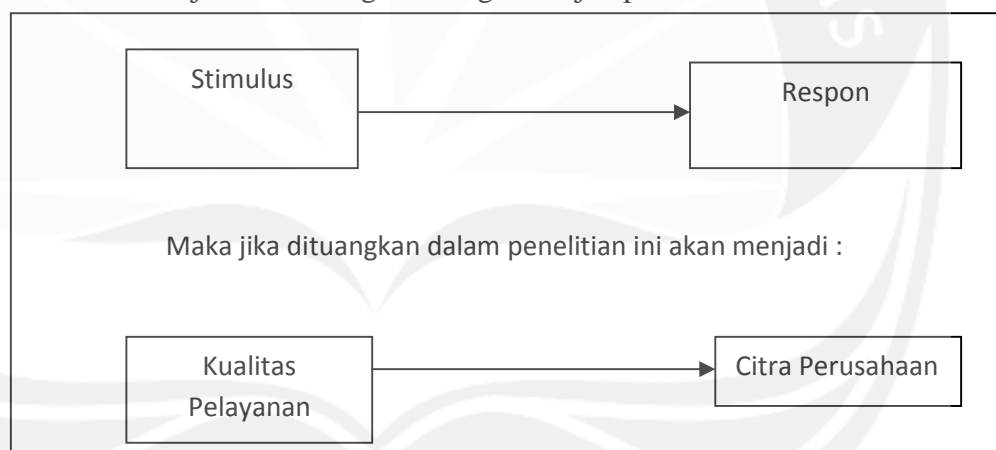 Stimulus
Respon
Maka jika dituangkan dalam penelitian ini akan menjadi :
Kualitas
Pelayanan
Citra Perusahaan